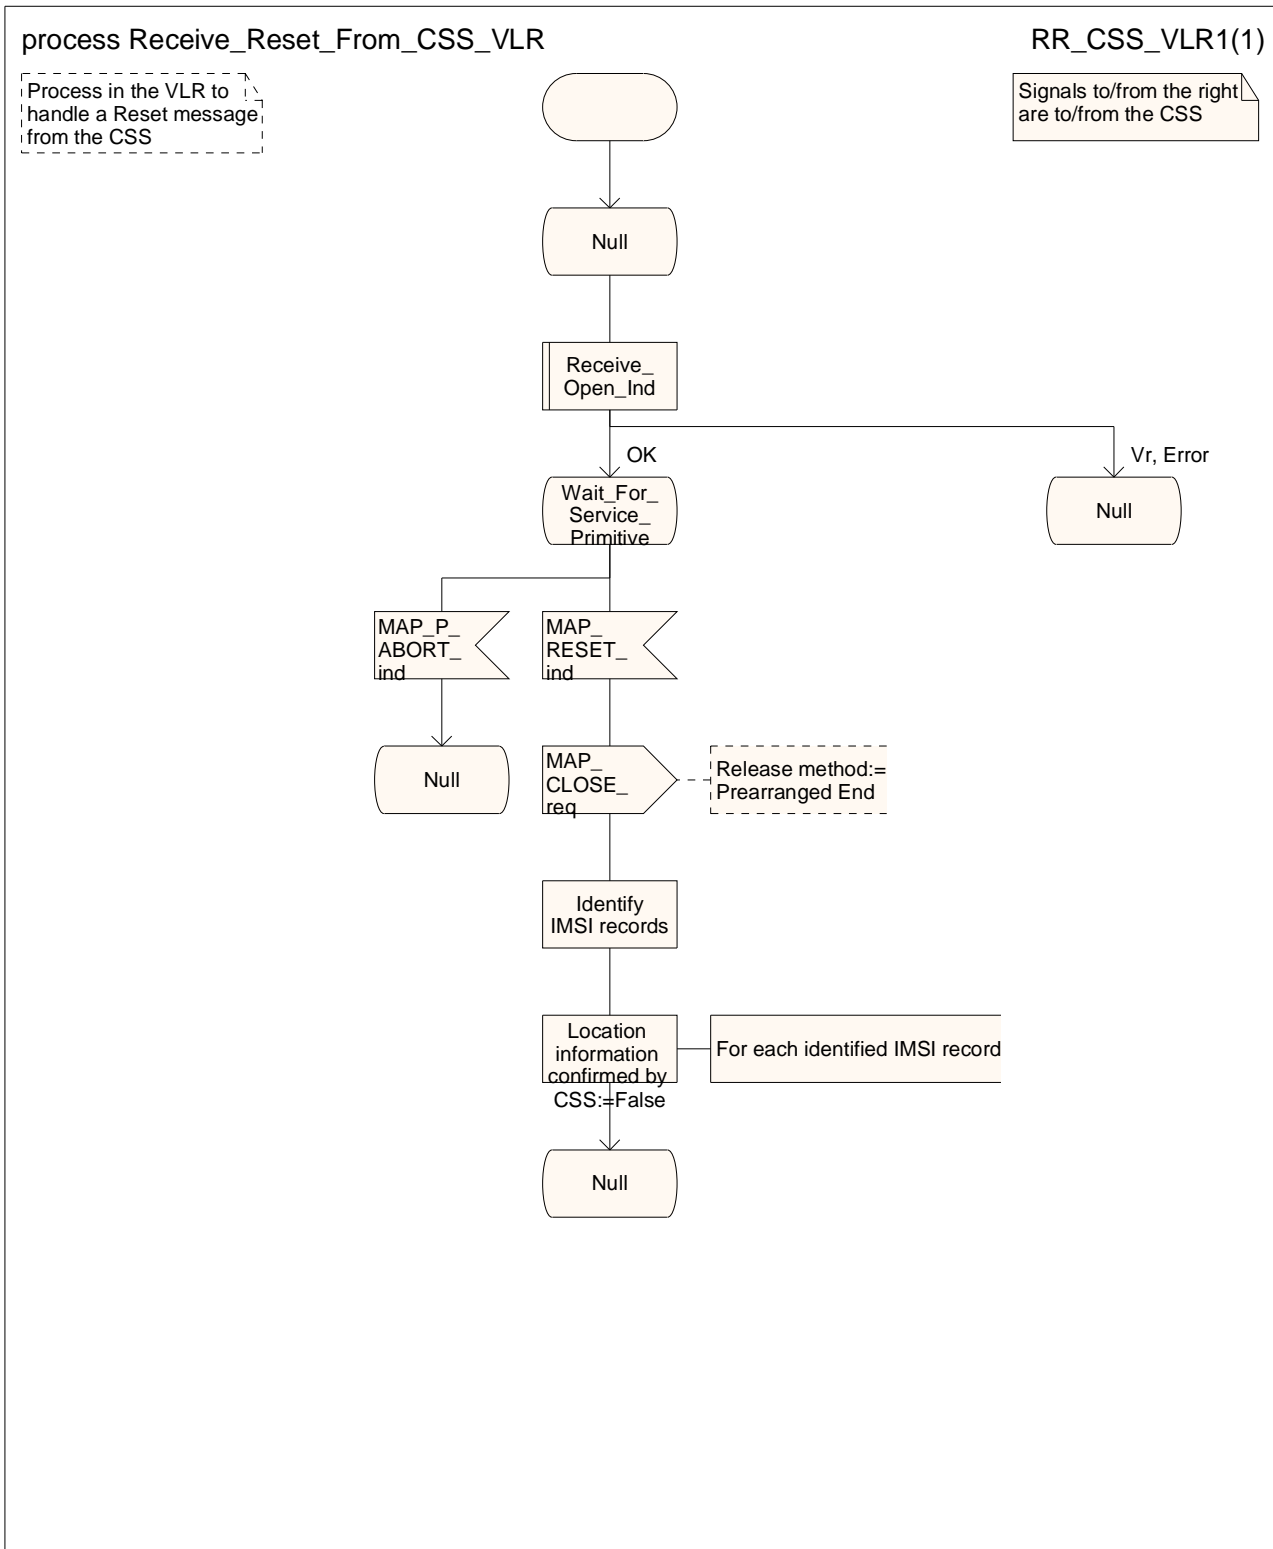 process Receive_Reset_From_CSS_VLR
RR_CSS_VLR1(1)
Process in the VLR to
handle a Reset message
from the CSS
Signals to/from the right
are to/from the CSS
Null
Receive_
Open_Ind
OK
Vr, Error
Wait_For_
Service_
Primitive
Null
MAP_P_
ABORT_
ind
MAP_
RESET_
ind
Null
MAP_
CLOSE_
req
Release method:=
Prearranged End
Identify
IMSI records
Location
information
confirmed by
CSS:=False
For each identified IMSI record
Null